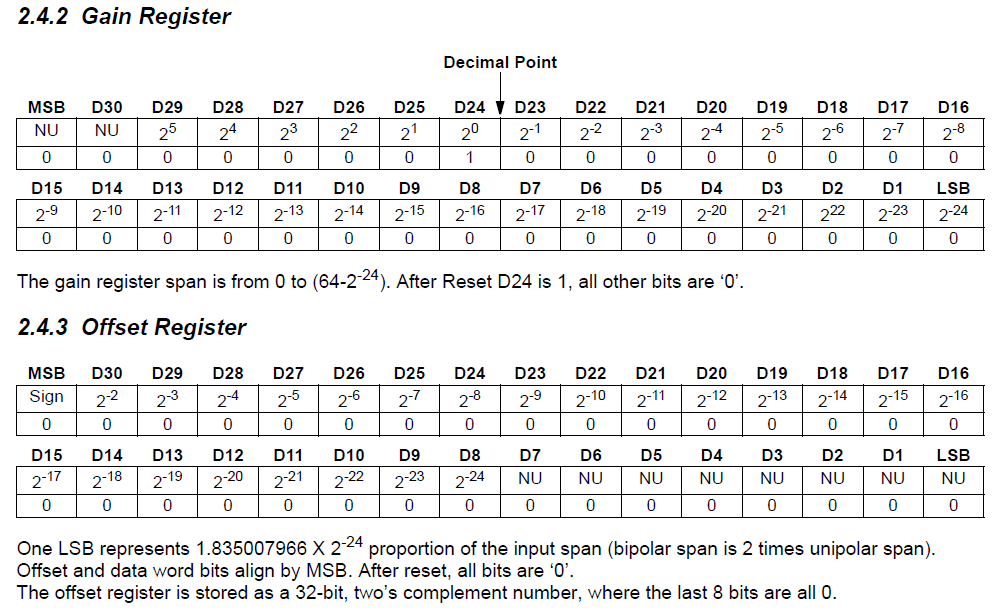 2.4.2 Gain Register
Decimal Point
MSB D30 D29 D28 D27 D26 D25 D24 D23 D22 D21 D20 D19 D18 D17 D16
NU NU 2^5 2^4 2^3 2^2 2^1 2^0 2^-1 2^-2 2^-3 2^-4 2^-5 2^-6 2^-7 2^-8
0 0 0 0 0 0 0 1 0 0 0 0 0 0 0 0
D15 D14 D13 D12 D11 D10 D9 D8 D7 D6 D5 D4 D3 D2 D1 LSB
2^-9 2^-10 2^-11 2^-12 2^-13 2^-14 2^-15 2^-16 2^-17 2^-18 2^-19 2^-20 2^-21 2^22 2^-23 2^-24
0 0 0 0 0 0 0 0 0 0 0 0 0 0 0 0
The gain register span is from 0 to (64-2^-24). After Reset D24 is 1, all other bits are ‘0’.
2.4.3 Offset Register
MSB D30 D29 D28 D27 D26 D25 D24 D23 D22 D21 D20 D19 D18 D17 D16
Sign 2^-2 2^-3 2^-4 2^-5 2^-6 2^-7 2^-8 2^-9 2^-10 2^-11 2^-12 2^-13 2^-14 2^-15 2^-16
0 0 0 0 0 0 0 0 0 0 0 0 0 0 0 0
D15 D14 D13 D12 D11 D10 D9 D8 D7 D6 D5 D4 D3 D2 D1 LSB
2^-17 2^-18 2^-19 2^-20 2^-21 2^-22 2^-23 2^-24 NU NU NU NU NU NU NU NU
0 0 0 0 0 0 0 0 0 0 0 0 0 0 0 0
One LSB represents 1.835007966 X 2^-24 proportion of the input span (bipolar span is 2 times unipolar span).
Offset and data word bits align by MSB. After reset, all bits are ‘0’.
The offset register is stored as a 32-bit, two’s complement number, where the last 8 bits are all 0.